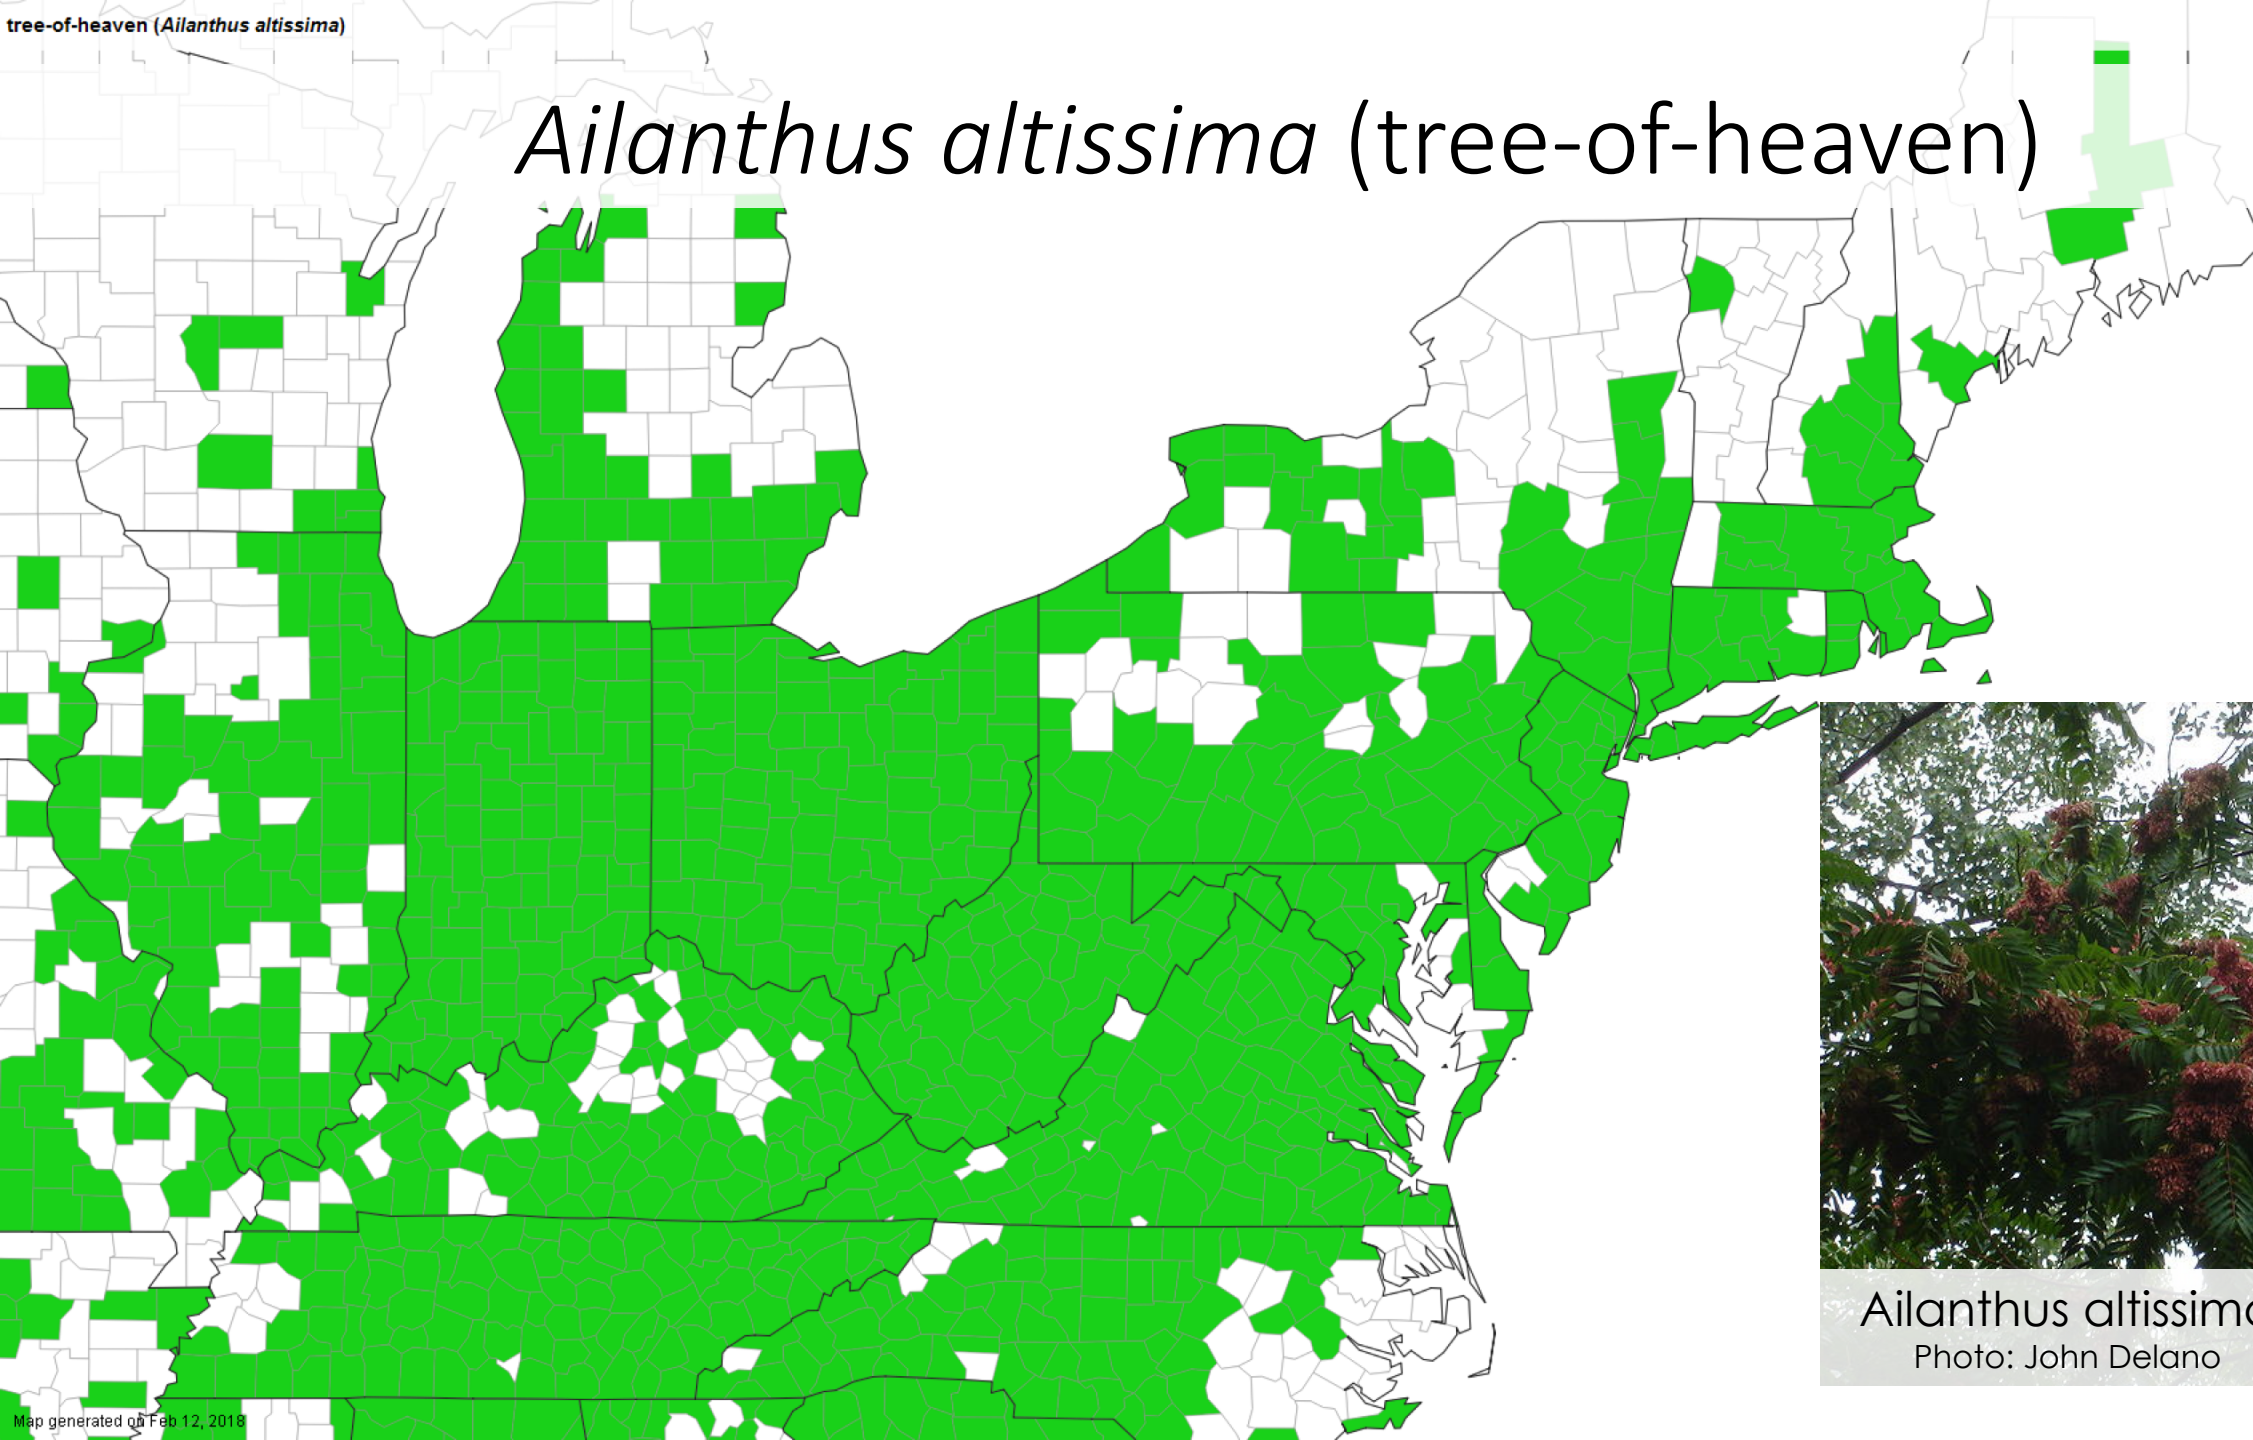 tree-of-heaven (Ailanthus altissima)
Ailanthus altissima (tree-of-heaven)
Ailanthus altissima
Photo: John Delano
Map generated on Feb 12, 2018